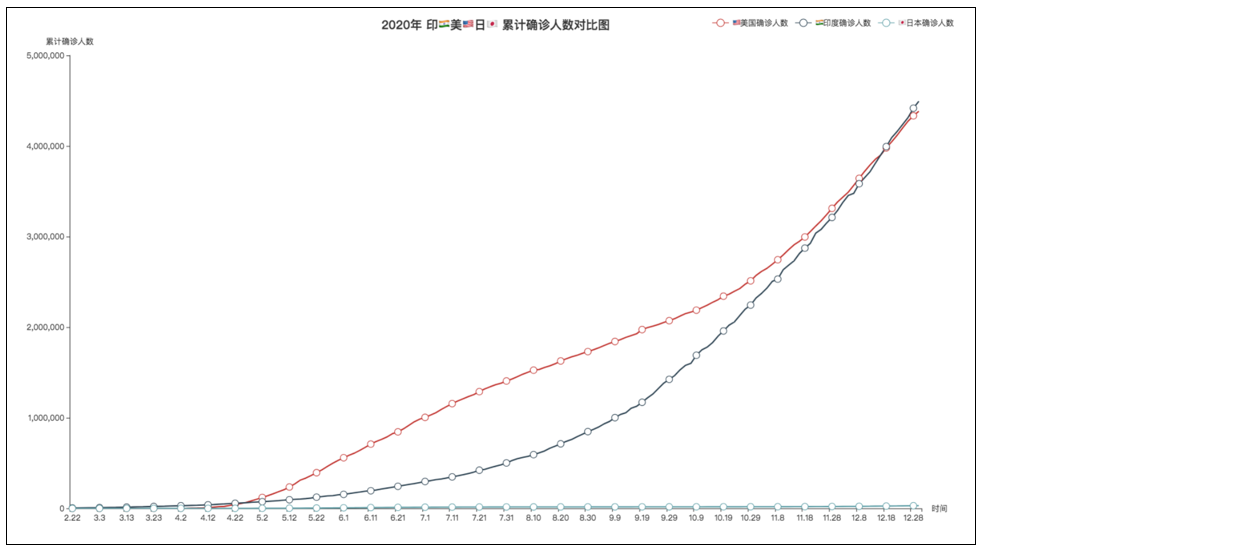 2020年 印🇮🇳美🇺🇸日🇯🇵 累计确诊人数对比图
🇺🇸美国确诊人数 🇮🇳印度确诊人数 🇯🇵日本确诊人数
累计确诊人数
5,000,000
4,000,000
3,000,000
2,000,000
1,000,000
0
2.22 3.3 3.13 3.23 4.2 4.12 4.22 5.2 5.12 5.22 6.1 6.11 6.21 7.1 7.11 7.21 7.31 8.10 8.20 8.30 9.9 9.19 9.29 10.9 10.19 10.29 11.8 11.18 11.28 12.8 12.18 12.28 时间